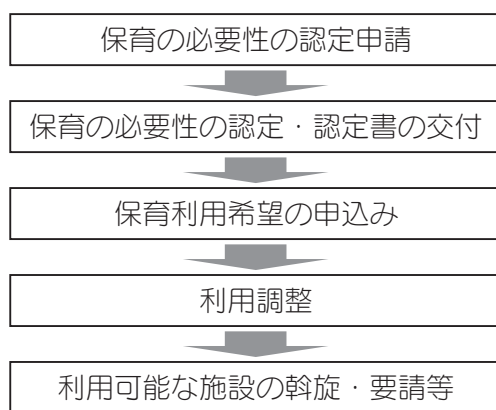 保育の必要性の認定申請
保育の必要性の認定・認定書の交付
保育利用希望の申込み
利用調整
利用可能な施設の斡旋・要請等